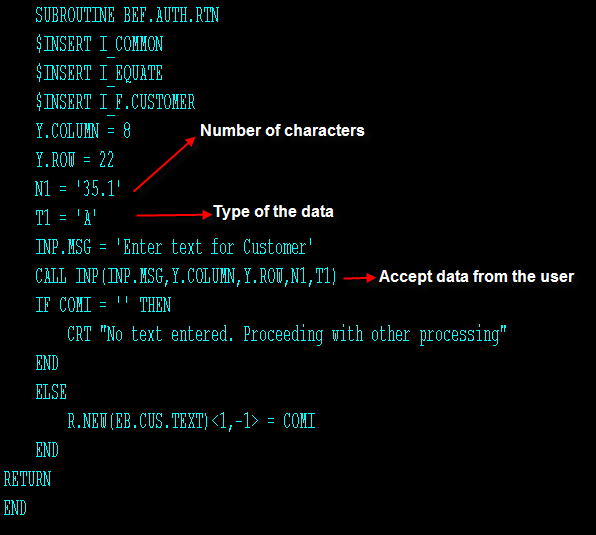 SUBROUTINE BEF.AUTH.RTN
$INSERT I_COMMON
$INSERT I_EQUATE
$INSERT I_F.CUSTOMER
Y.COLUMN = 8
Number of characters
Y.ROW = 22
N1 = '35.1'
T1 = 'A'
Type of the data
INP.MSG = 'Enter text for Customer'
CALL INP(INP.MSG,Y.COLUMN,Y.ROW,N1,T1)
Accept data from the user
IF COMI = '' THEN
CRT "No text entered. Proceeding with other processing"
END
ELSE
R.NEW(EB.CUS.TEXT)<1,-1> = COMI
END
RETURN
END